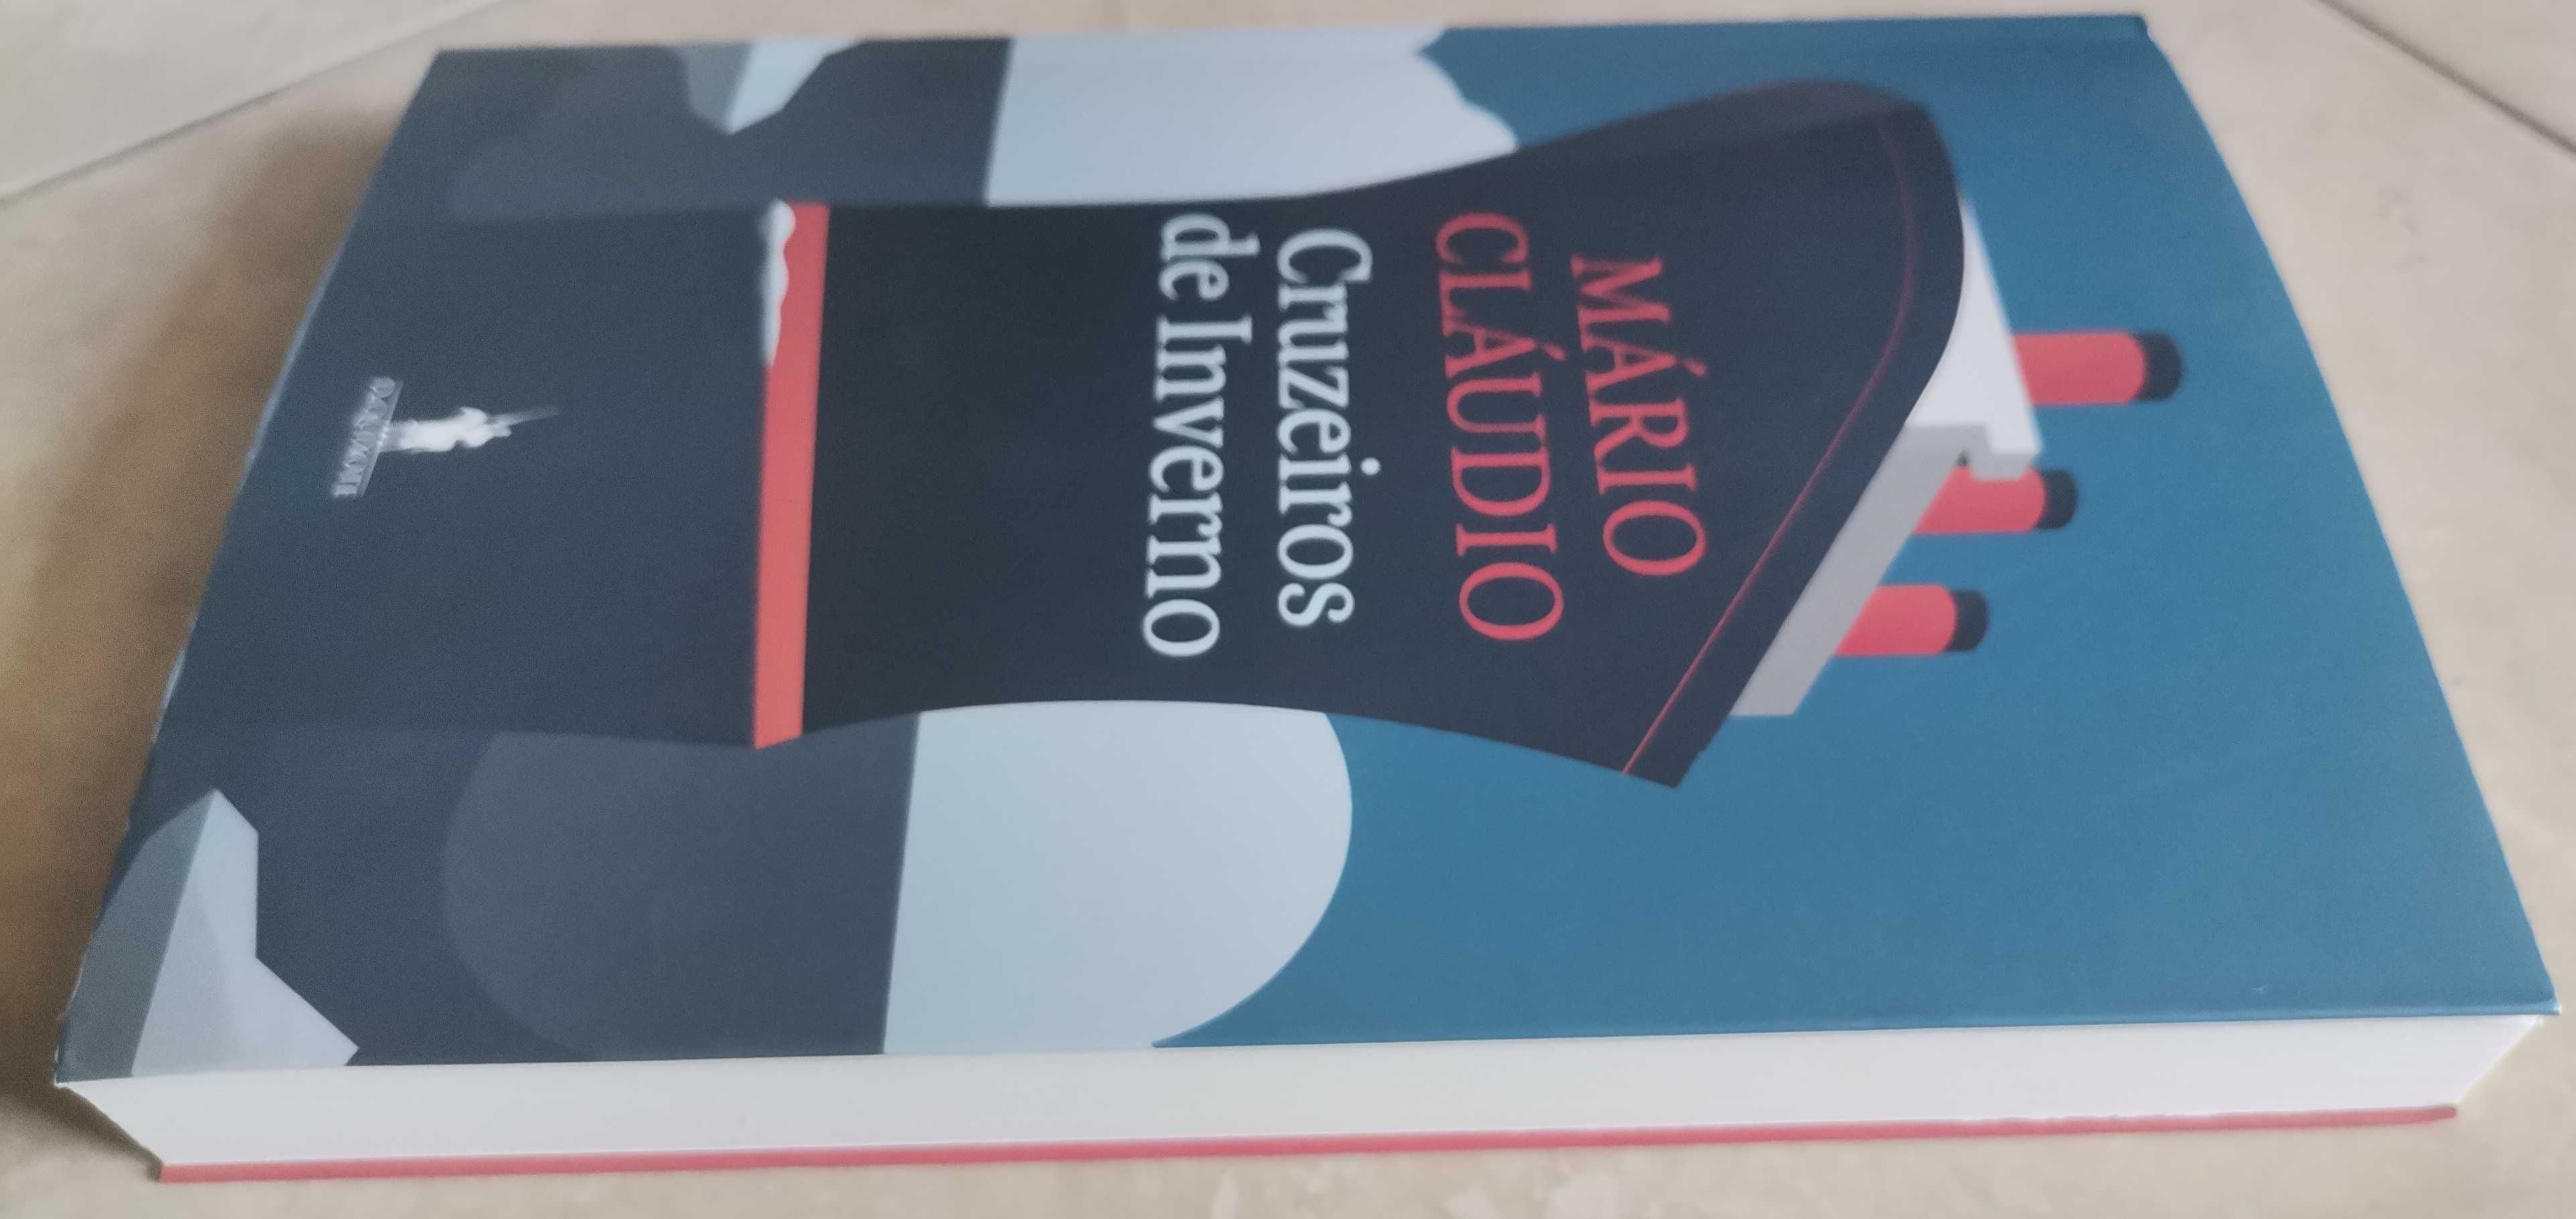 MÁRIO
CLÁUDIO
Cruzeiros
de Inverno